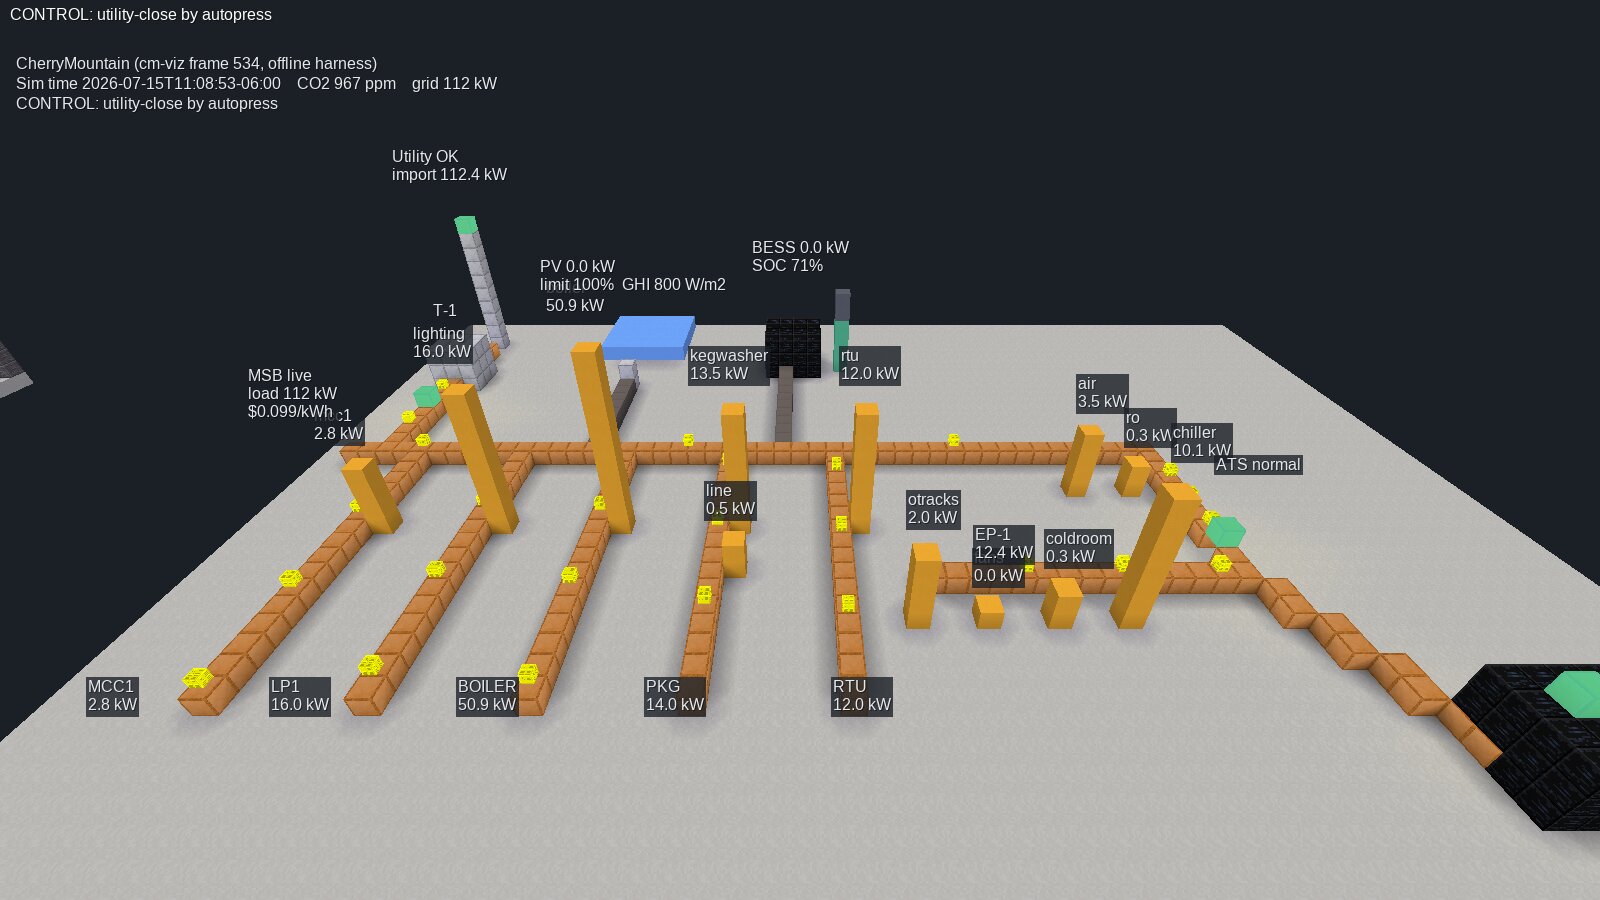 CONTROL: utility-close by autopress
CherryMountain (cm-viz frame 534, offline harness)
Sim time 2026-07-15T11:08:53-06:00 CO2 967 ppm grid 112 kW
CONTROL: utility-close by autopress
Utility OK
import 112.4 kW
BESS 0.0 kW
SOC 71%
PV 0.0 kW
limit 100% GHI 800 W/m2
50.9 kW
T-1
lighting
16.0 kW
kegwasher
13.5 kW
rtu
12.0 kW
MSB live
load 112 kW
$0.099/kWh
2.8 kW
air
3.5 kW
ro
0.3 kW
chiller
10.1 kW
ATS normal
line
0.5 kW
otracks
2.0 kW
EP-1
12.4 kW
0.0 kW
coldroom
0.3 kW
MCC1
2.8 kW
LP1
16.0 kW
BOILER
50.9 kW
PKG
14.0 kW
RTU
12.0 kW